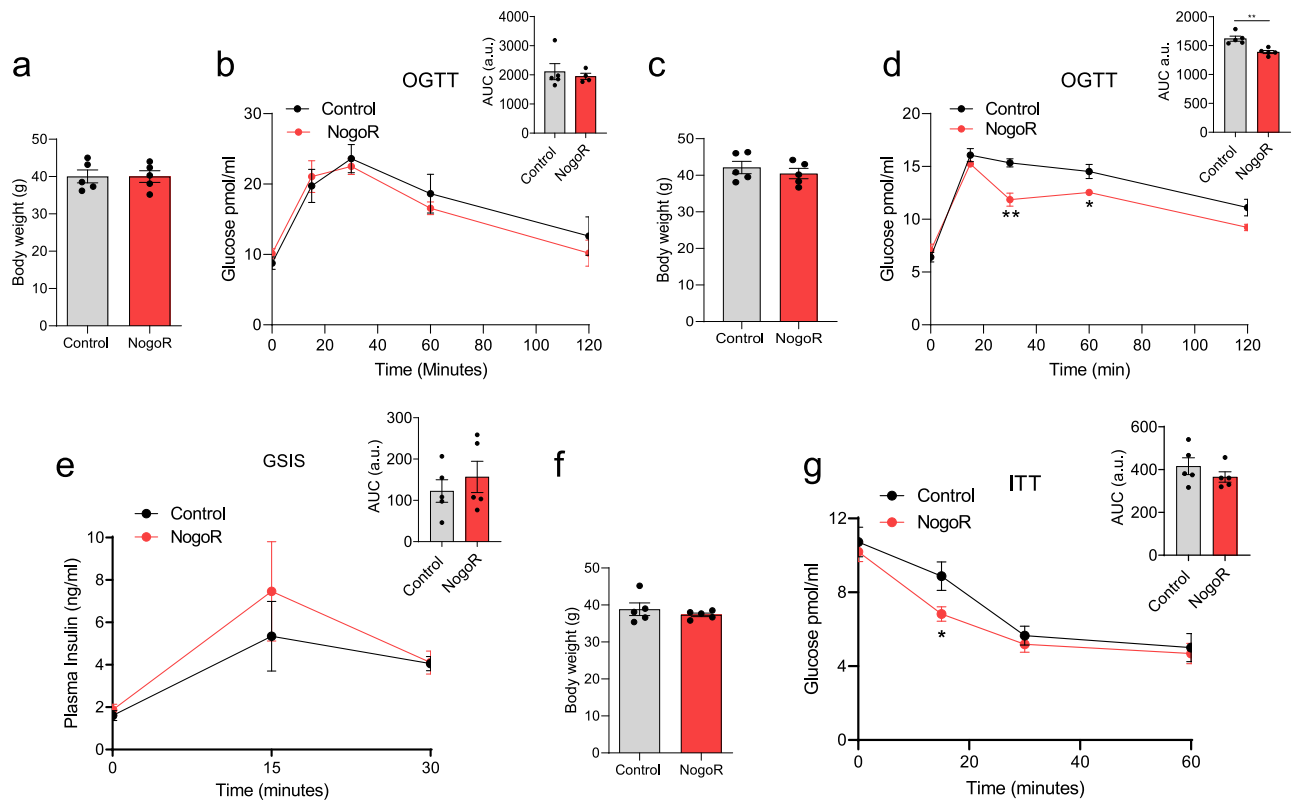 a
Body weight (g)
50
40
30
20
10
0
Control
NogoR
b
OGTT
Control
NogoR
Glucose pmol/ml
30
20
10
0
0
20
40
60
80
100
120
Time (Minutes)
AUC (a.u.)
4000
3000
2000
1000
0
Control
NogoR
c
Body weight (g)
50
40
30
20
10
0
Control
NogoR
d
OGTT
Control
NogoR
Glucose pmol/ml
20
15
10
5
0
**
*
0
20
40
60
80
100
120
Time (min)
AUC a.u.
2000
1500
1000
500
0
**
Control
NogoR
e
GSIS
Control
NogoR
Plasma Insulin (ng/ml)
10
8
6
4
2
0
0
15
30
Time (minutes)
AUC (a.u.)
300
200
100
0
Control
NogoR
f
Body weight (g)
50
40
30
20
10
0
Control
NogoR
g
ITT
Control
NogoR
Glucose pmol/ml
12
9
6
3
0
*
0
20
40
60
Time (minutes)
AUC (a.u.)
600
400
200
0
Control
NogoR